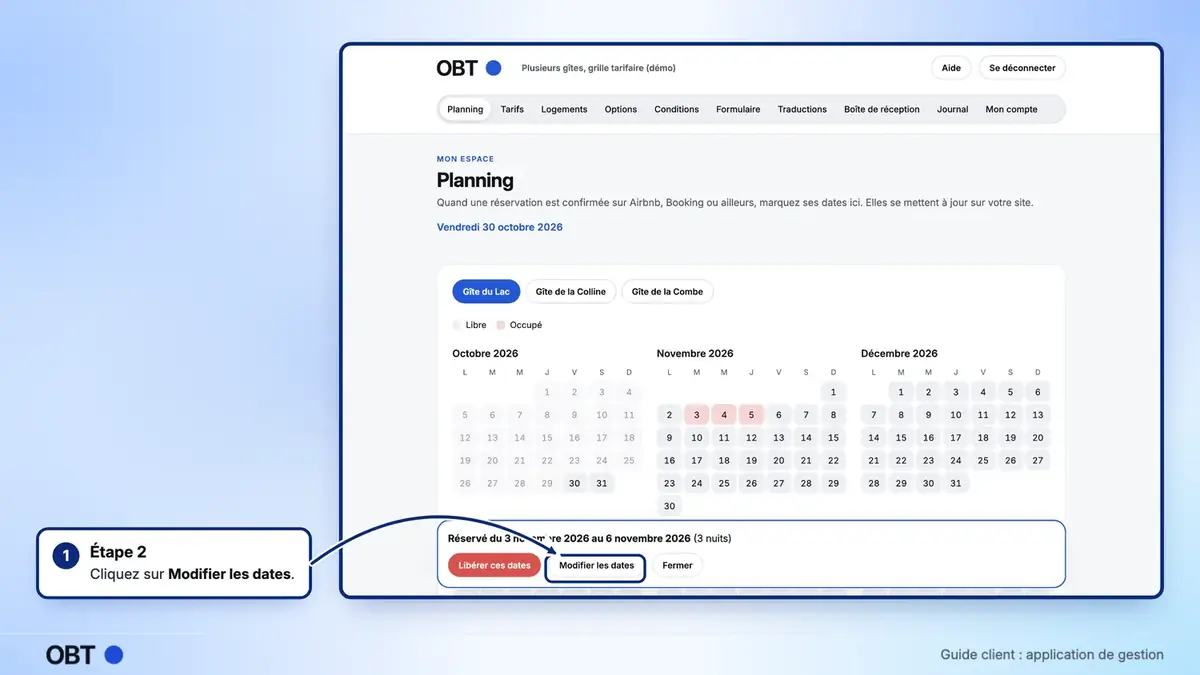 OBT
Plusieurs gîtes, grille tarifaire (démo)
Aide
Se déconnecter
Planning Tarifs Logements Options Conditions Formulaire Traductions Boîte de réception Journal Mon compte
MON ESPACE
Planning
Quand une réservation est confirmée sur Airbnb, Booking ou ailleurs, marquez ses dates ici. Elles se mettent à jour sur votre site.
Vendredi 30 octobre 2026
Gîte du Lac Gîte de la Colline Gîte de la Combe
Libre Occupé
Octobre 2026
L M M J V S D
1 2 3 4
5 6 7 8 9 10 11
12 13 14 15 16 17 18
19 20 21 22 23 24 25
26 27 28 29 30 31
Novembre 2026
L M M J V S D
1
2 3 4 5 6 7 8
9 10 11 12 13 14 15
16 17 18 19 20 21 22
23 24 25 26 27 28 29
30
Décembre 2026
L M M J V S D
1 2 3 4 5 6
7 8 9 10 11 12 13
14 15 16 17 18 19 20
21 22 23 24 25 26 27
28 29 30 31
Réservé du 3 novembre 2026 au 6 novembre 2026 (3 nuits)
Libérer ces dates Modifier les dates Fermer
1 Étape 2
Cliquez sur Modifier les dates.
OBT
Guide client : application de gestion